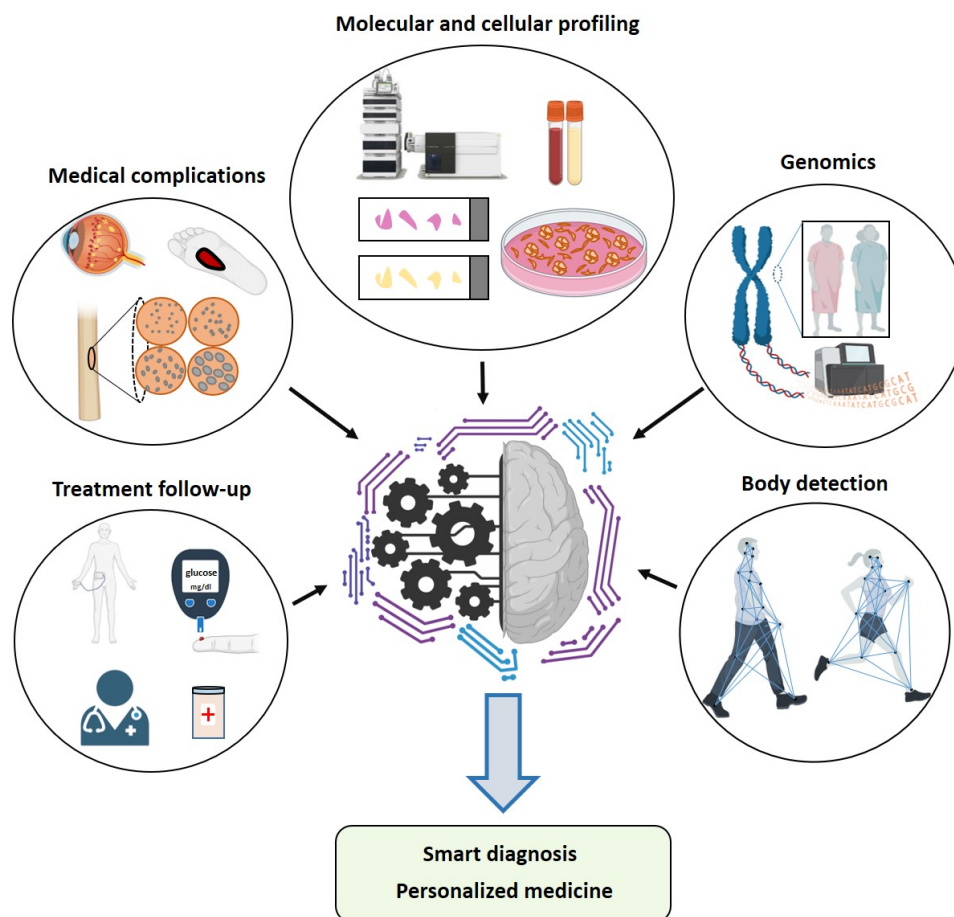 Molecular and cellular profiling
Medical complications
Genomics
Treatment follow-up
glucose
mg/dl
Body detection
Smart diagnosis
Personalized medicine